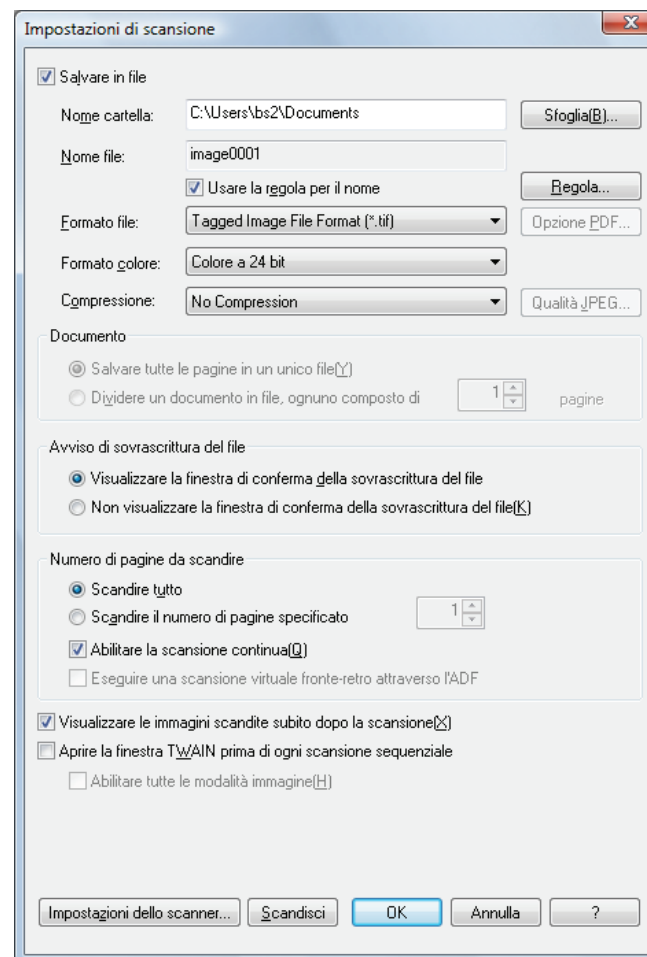 Impostazioni di scansione
Salvare in file
Nome cartella: C:\Users\bs2\Documents Sfoglia(B)...
Nome file: image0001
Usare la regola per il nome Regola...
Formato file: Tagged Image File Format (*.tif) Opzione PDF...
Formato colore: Colore a 24 bit
Compressione: No Compression Qualità JPEG...
Documento
Salvare tutte le pagine in un unico file(Y)
Dividere un documento in file, ognuno composto di 1 pagine
Avviso di sovrascrittura del file
Visualizzare la finestra di conferma della sovrascrittura del file
Non visualizzare la finestra di conferma della sovrascrittura del file(K)
Numero di pagine da scandire
Scandire tutto
Scandire il numero di pagine specificato 1
Abilitare la scansione continua(Q)
Eseguire una scansione virtuale fronte-retro attraverso l'ADF
Visualizzare le immagini scandite subito dopo la scansione(X)
Aprire la finestra TWAIN prima di ogni scansione sequenziale
Abilitare tutte le modalità immagine(H)
Impostazioni dello scanner... Scandisci OK Annulla ?